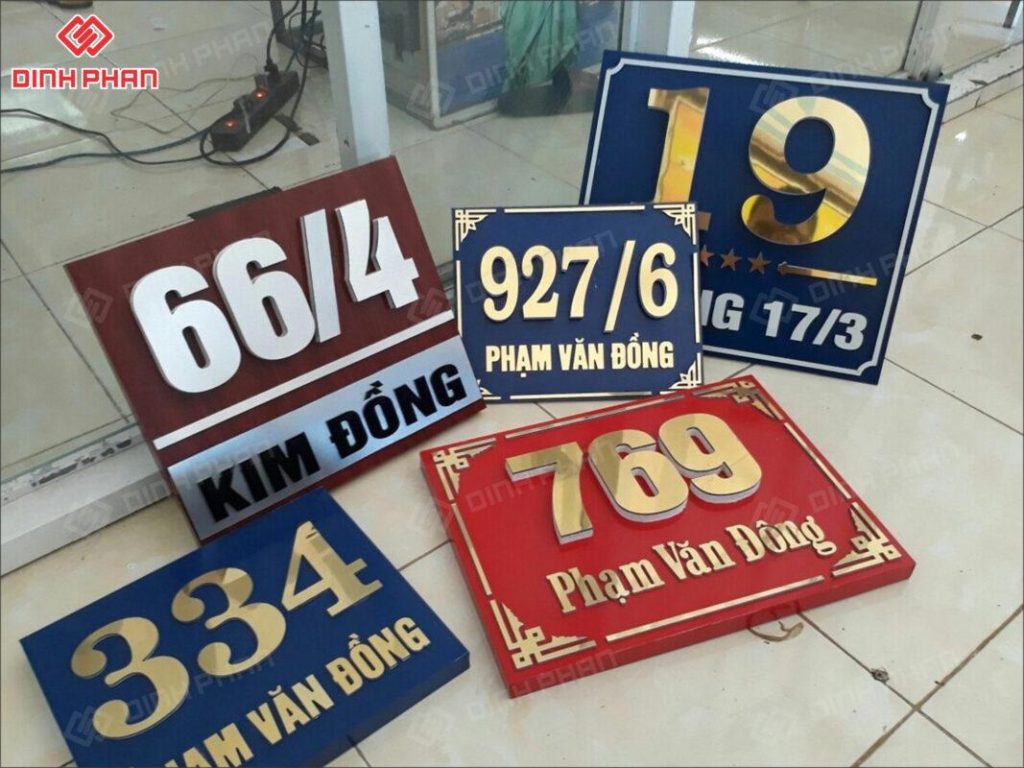 DINH PHAN
19
NG 17/3
66/4
KIM ĐỒNG
927/6
PHẠM VĂN ĐỒNG
769
Phạm Văn Đông
334
ẠM VĂN ĐỒNG